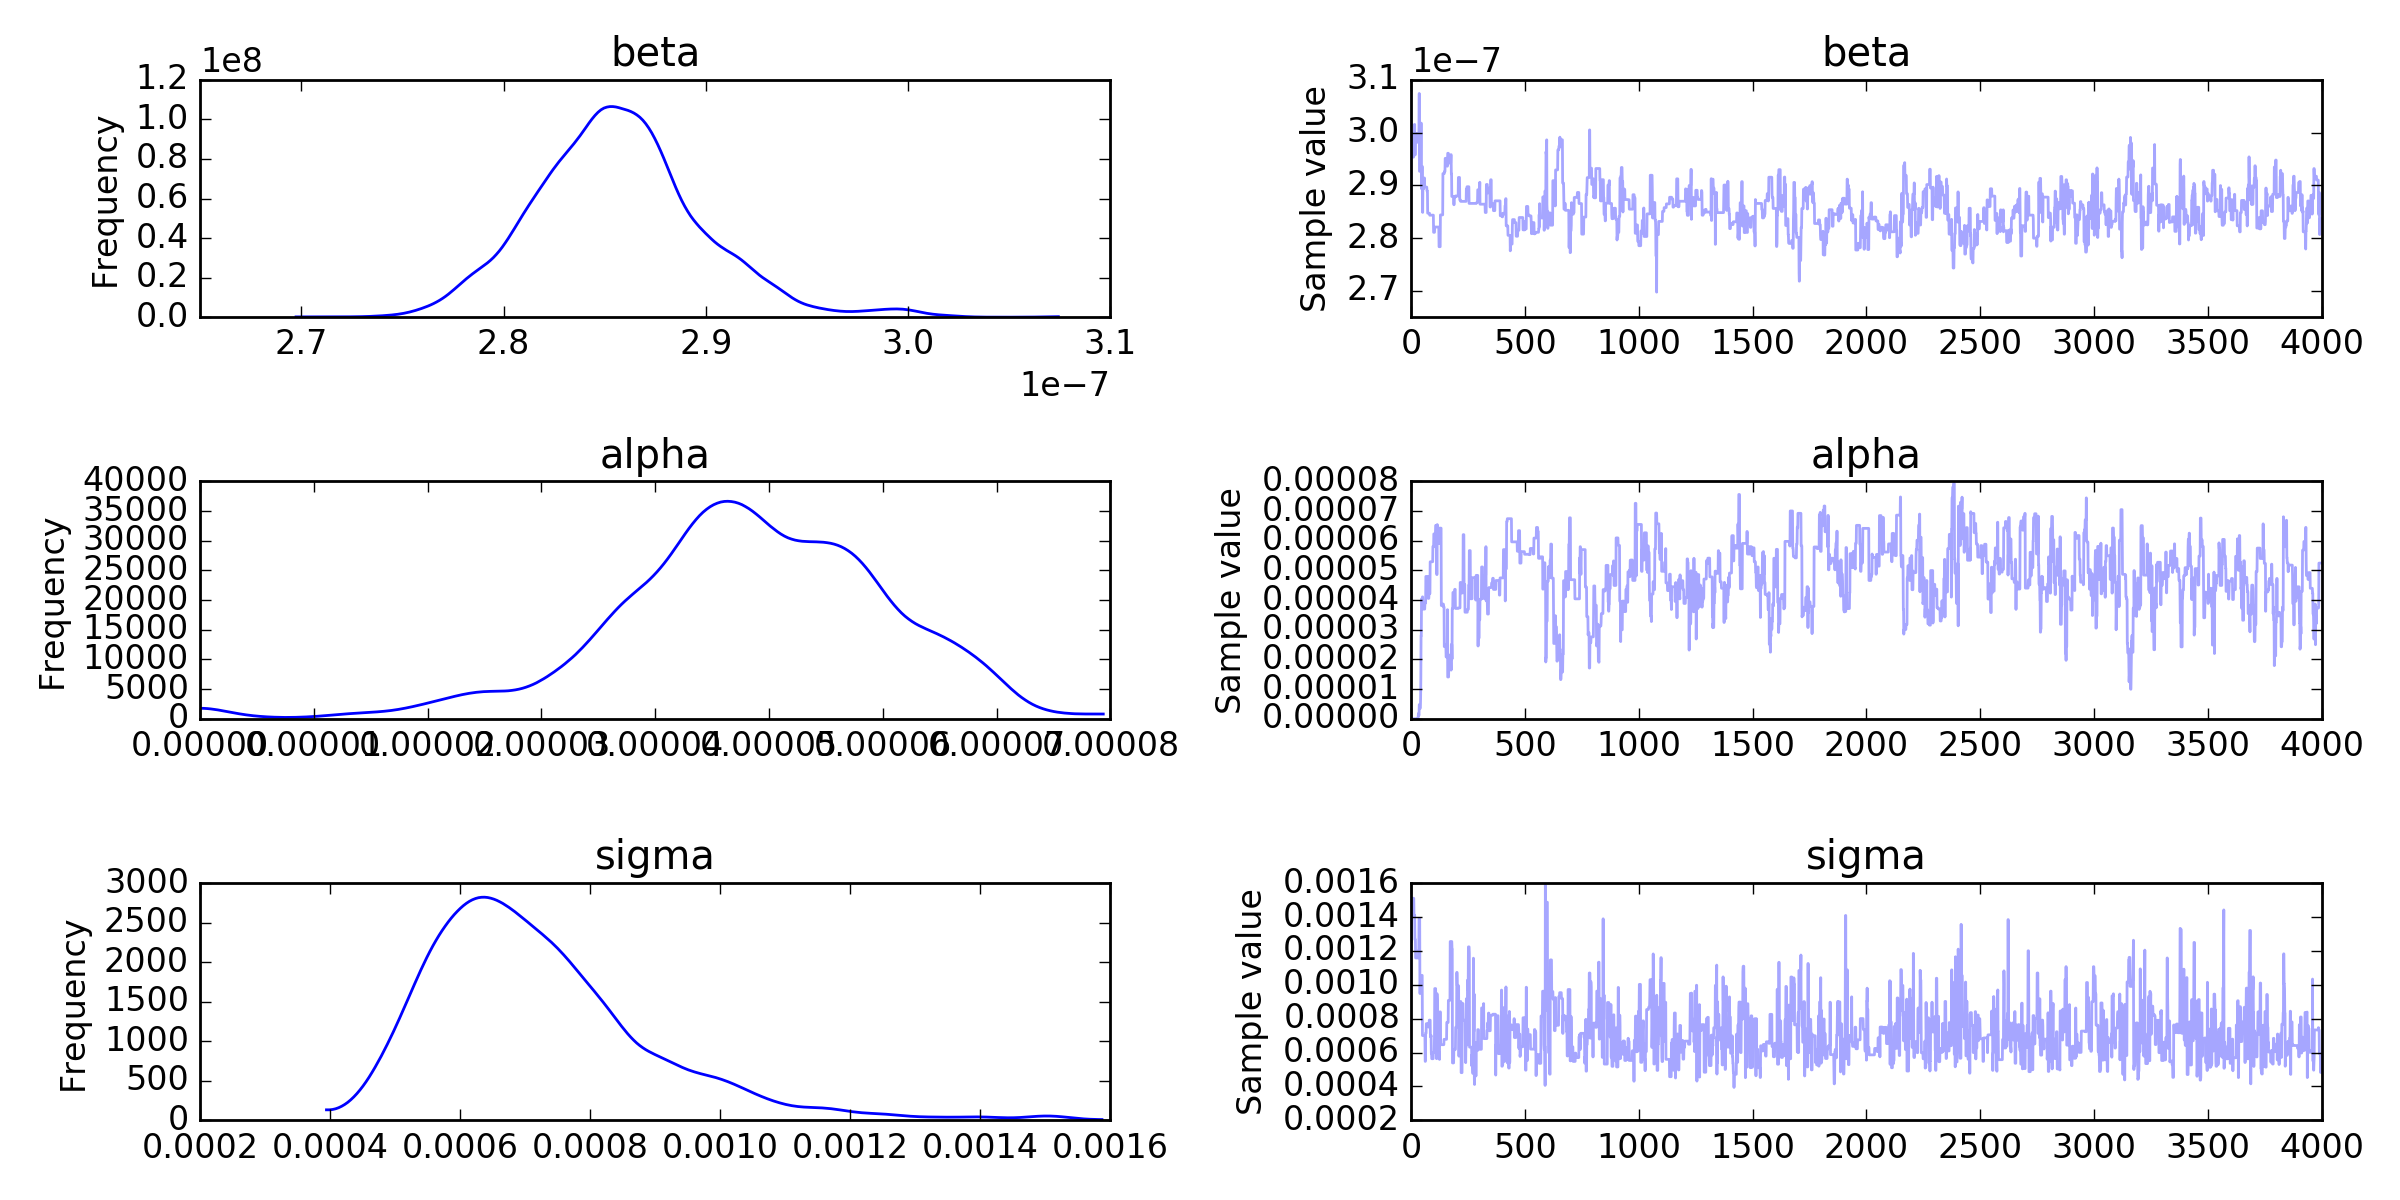 beta
1e8
1.2
1.0
0.8
0.6
0.4
0.2
0.0
Frequency
2.7 2.8 2.9 3.0 3.1
1e−7
beta
1e−7
3.1
3.0
2.9
2.8
2.7
Sample value
0 500 1000 1500 2000 2500 3000 3500 4000
alpha
40000
35000
30000
25000
20000
15000
10000
5000
0
Frequency
0.00000 0.00001 0.00002 0.00003 0.00004 0.00005 0.00006 0.00007 0.00008
alpha
0.00008
0.00007
0.00006
0.00005
0.00004
0.00003
0.00002
0.00001
0.00000
Sample value
0 500 1000 1500 2000 2500 3000 3500 4000
sigma
3000
2500
2000
1500
1000
500
0
Frequency
0.0002 0.0004 0.0006 0.0008 0.0010 0.0012 0.0014 0.0016
sigma
0.0016
0.0014
0.0012
0.0010
0.0008
0.0006
0.0004
0.0002
Sample value
0 500 1000 1500 2000 2500 3000 3500 4000